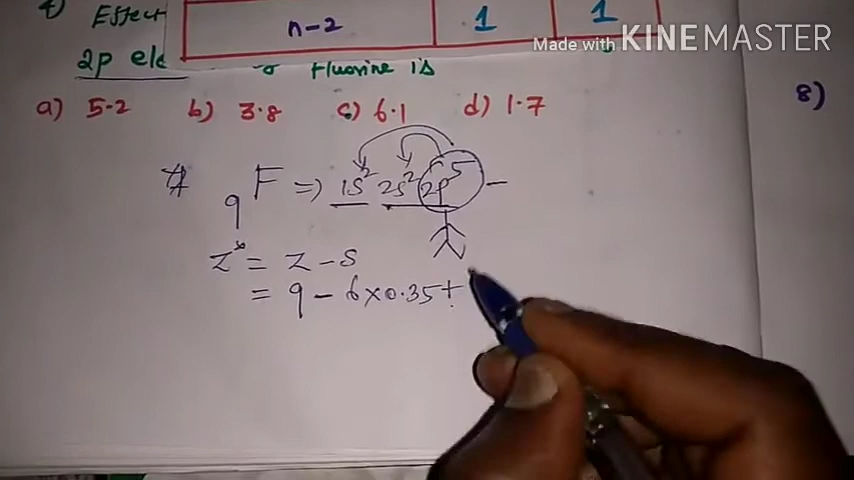 Effect
n-2 1 1
Made with KINEMASTER
2p ele fluorine is
a) 5.2 b) 3.8 c) 6.1 d) 1.7
8)
9F => 1s² 2s² 2p⁵ -
Z* = Z - S
= 9 - 6×0.35+